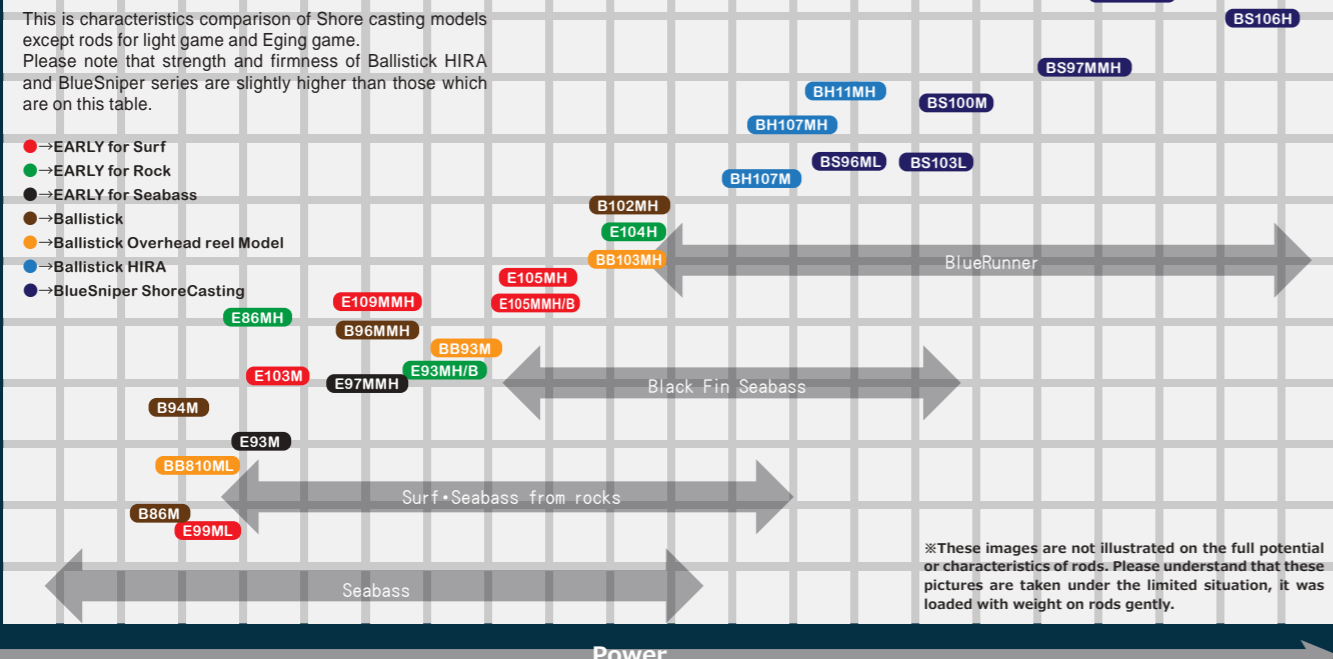 This is characteristics comparison of Shore casting models
except rods for light game and Eging game.
Please note that strength and firmness of Ballistick HIRA
and BlueSniper series are slightly higher than those which
are on this table.
●→EARLY for Surf
●→EARLY for Rock
●→EARLY for Seabass
●→Ballistick
●→Ballistick Overhead reel Model
●→Ballistick HIRA
●→BlueSniper ShoreCasting
BS106H
BS97MMH
BH11MH
BS100M
BH107MH
BS96ML
BS103L
BH107M
B102MH
E104H
BB103MH
BlueRunner
E105MH
E109MMH
E105MMH/B
E86MH
B96MMH
BB93M
E93MH/B
E103M
E97MMH
Black Fin Seabass
B94M
E93M
BB810ML
Surf・Seabass from rocks
B86M
E99ML
※These images are not illustrated on the full potential
or characteristics of rods. Please understand that these
pictures are taken under the limited situation, it was
loaded with weight on rods gently.
Seabass
Power